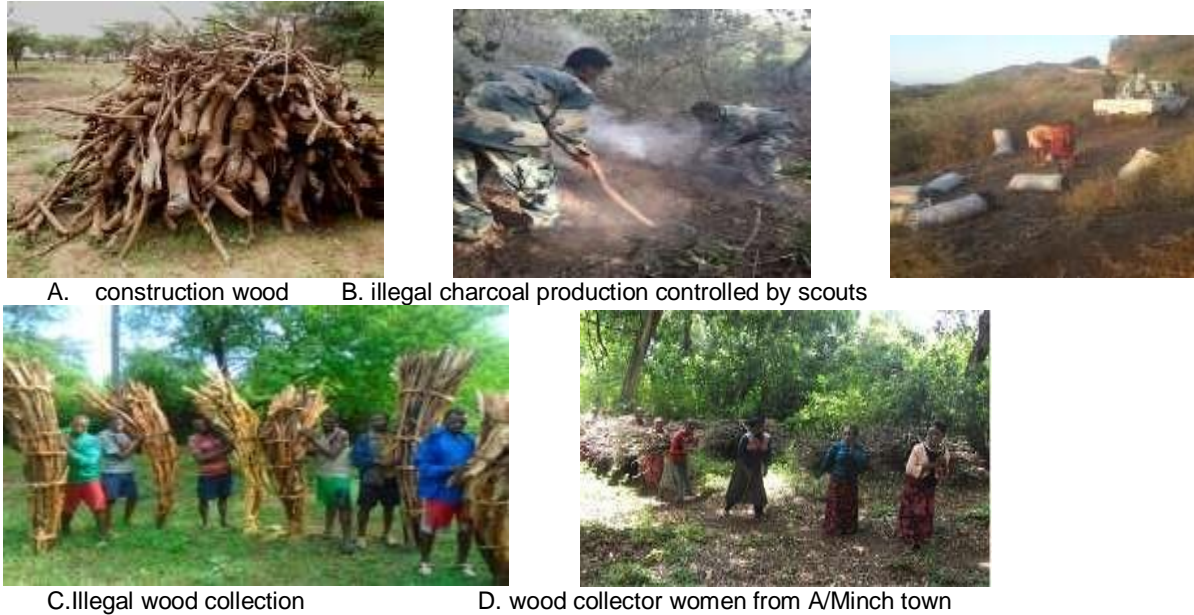 A. construction wood B. illegal charcoal production controlled by scouts
C.Illegal wood collection D. wood collector women from A/Minch town